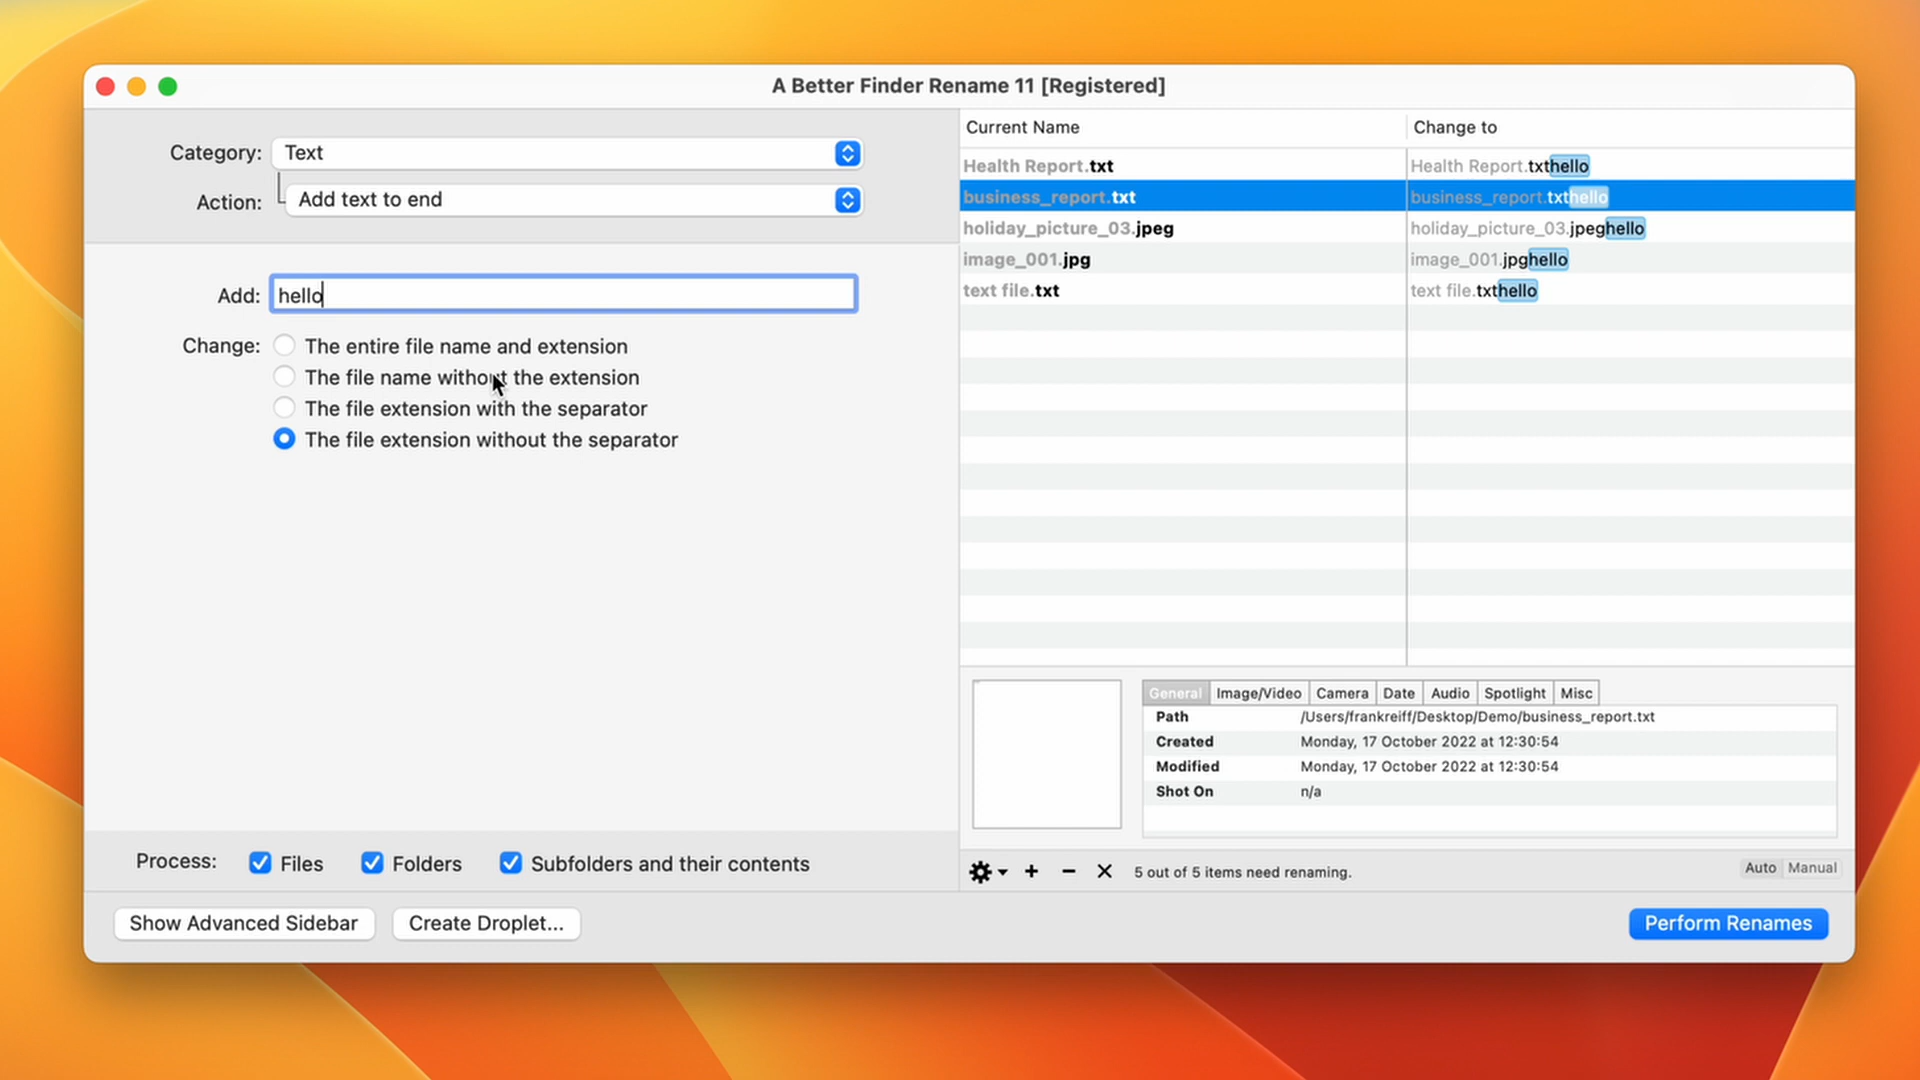 A Better Finder Rename 11 [Registered]
Category: Text
Action: Add text to end
Add: hello
Change: The entire file name and extension
The file name without the extension
The file extension with the separator
The file extension without the separator
Process: Files Folders Subfolders and their contents
Show Advanced Sidebar Create Droplet...
Current Name Change to
Health Report.txt Health Report.txthello
business_report.txt business_report.txthello
holiday_picture_03.jpeg holiday_picture_03.jpeghello
image_001.jpg image_001.jpghello
text file.txt text file.txthello
General Image/Video Camera Date Audio Spotlight Misc
Path /Users/frankreiff/Desktop/Demo/business_report.txt
Created Monday, 17 October 2022 at 12:30:54
Modified Monday, 17 October 2022 at 12:30:54
Shot On n/a
5 out of 5 items need renaming. Auto Manual
Perform Renames